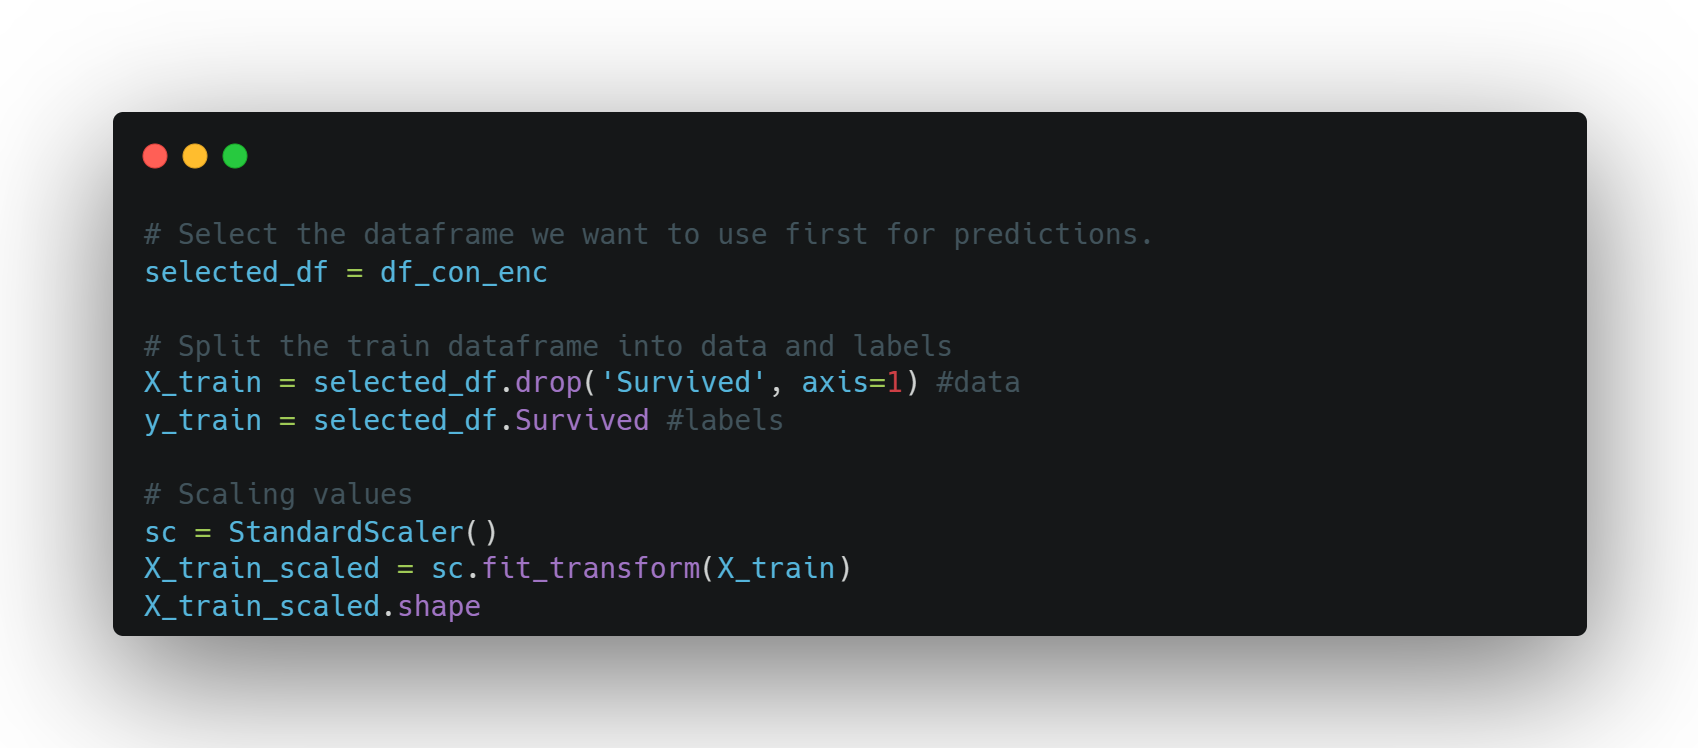 # Select the dataframe we want to use first for predictions.
selected_df = df_con_enc
# Split the train dataframe into data and labels
X_train = selected_df.drop('Survived', axis=1) #data
y_train = selected_df.Survived #labels
# Scaling values
sc = StandardScaler()
X_train_scaled = sc.fit_transform(X_train)
X_train_scaled.shape